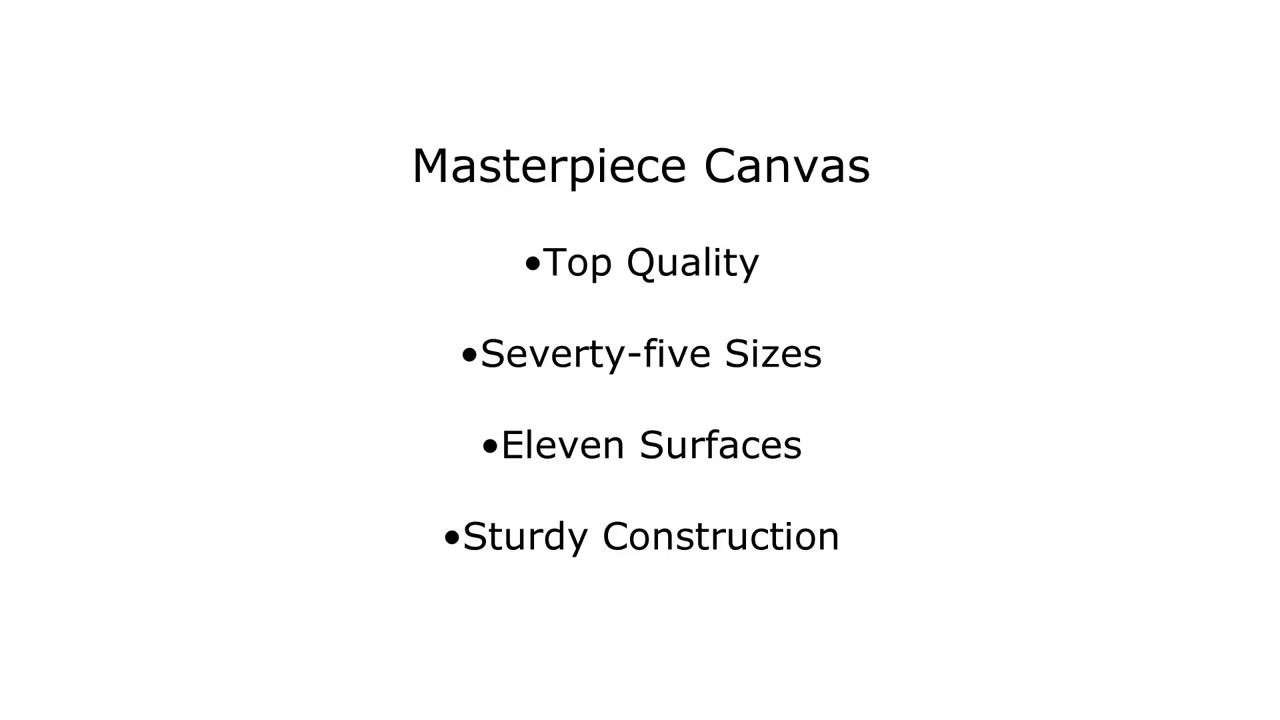 Masterpiece Canvas
•Top Quality
•Severty-five Sizes
•Eleven Surfaces
•Sturdy Construction